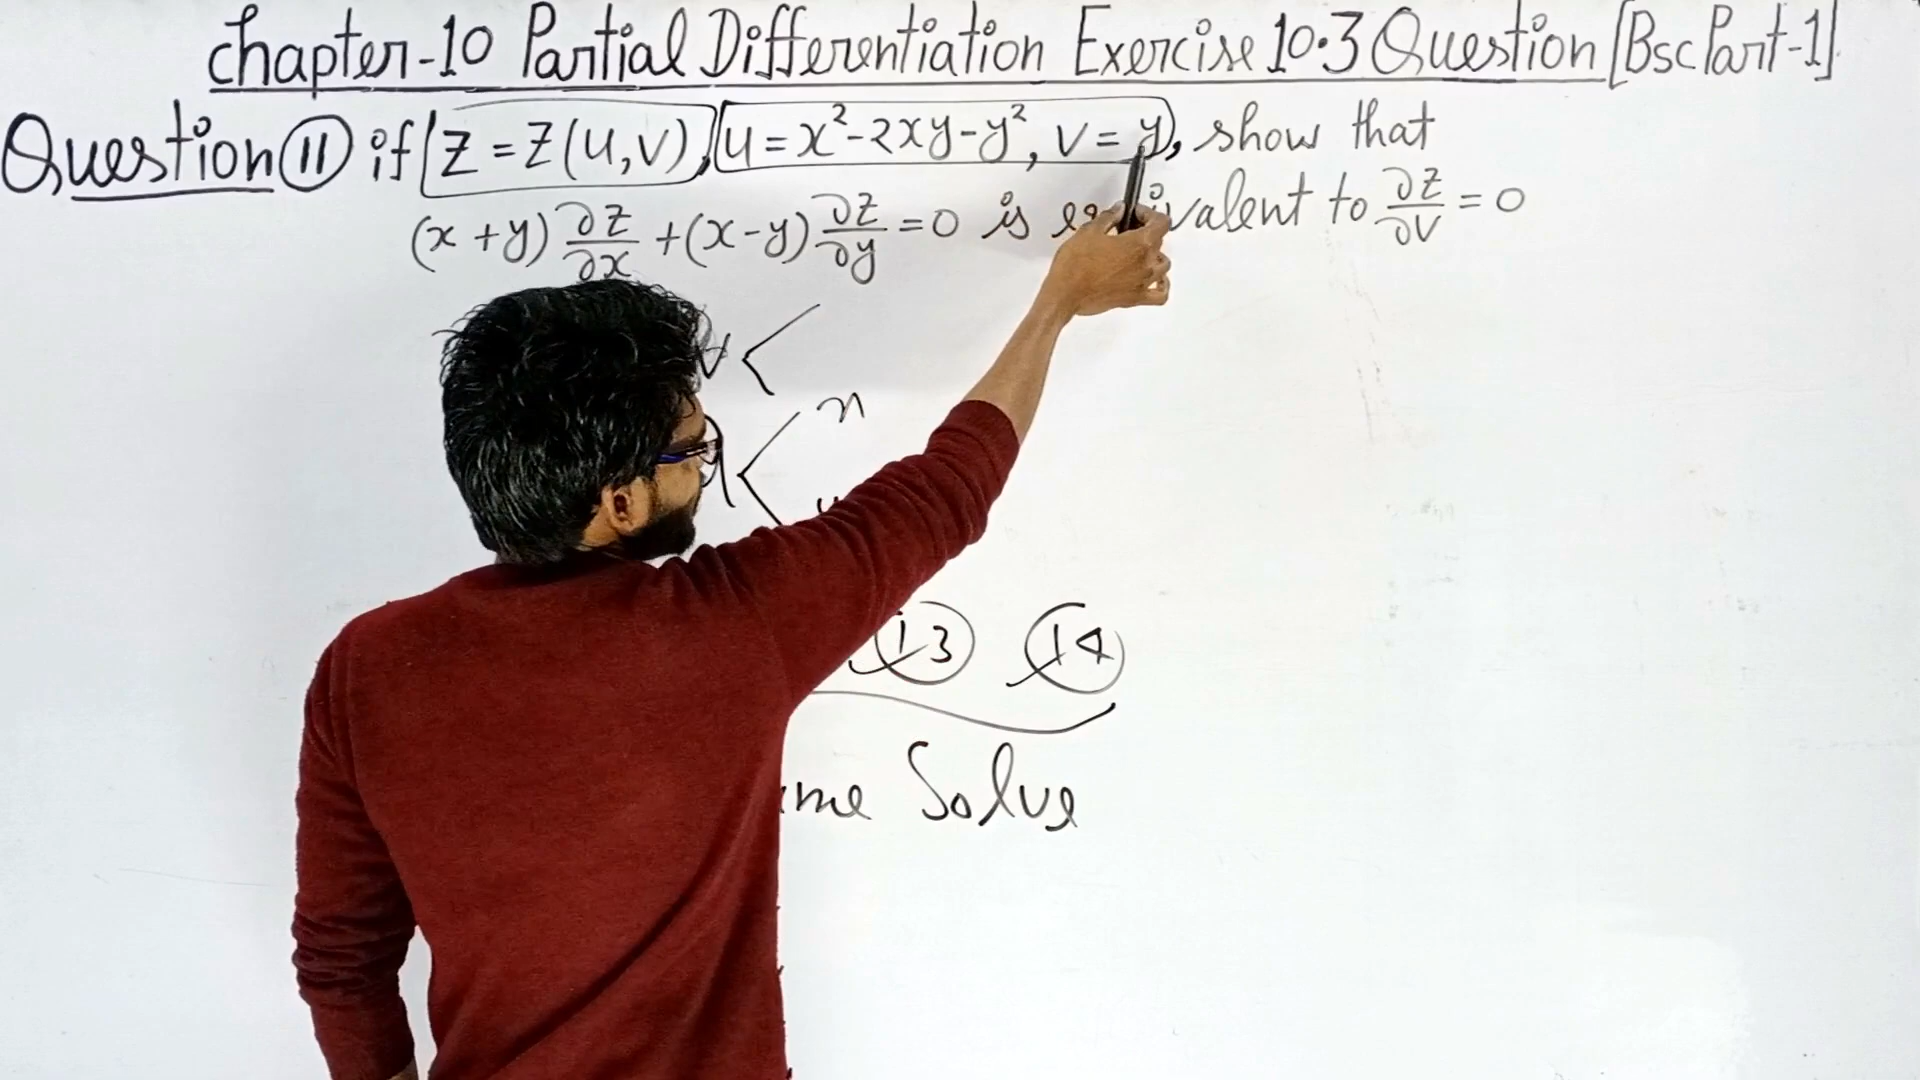 Chapter-10 Partial Differentiation Exercise 10.3 Question [Bsc Part-1]
Question ⑪ if Z = Z(u,v), u = x² - 2xy - y², v = y, show that
(x + y) ∂Z/∂x + (x - y) ∂Z/∂y = 0 is equivalent to ∂Z/∂v = 0
x
13 14
Solve